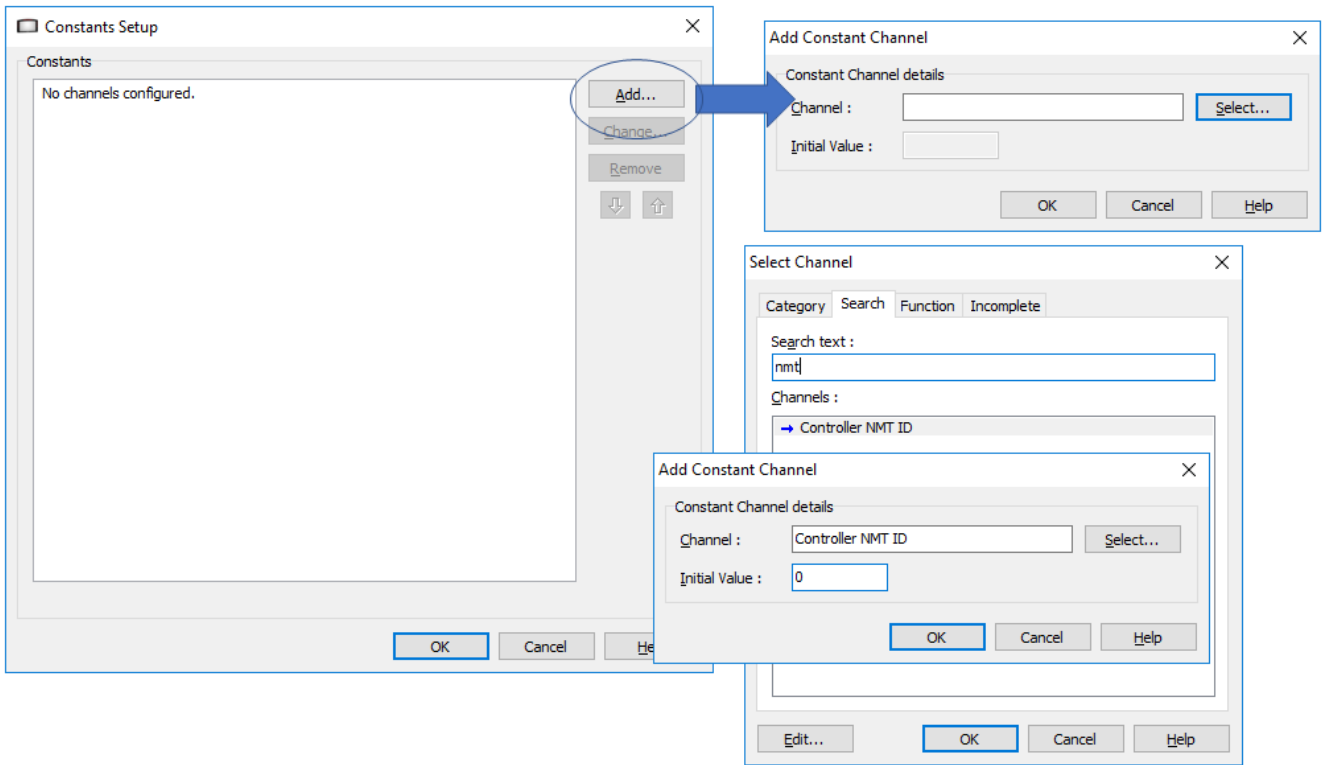 Constants Setup
Constants
No channels configured.
Add...
Change...
Remove
OK
Cancel
He
Add Constant Channel
Constant Channel details
Channel :
Select...
Initial Value :
OK
Cancel
Help
Select Channel
Category
Search
Function
Incomplete
Search text :
nmt
Channels :
Controller NMT ID
Add Constant Channel
Constant Channel details
Channel :
Controller NMT ID
Select...
Initial Value :
0
OK
Cancel
Help
Edit...
OK
Cancel
Help